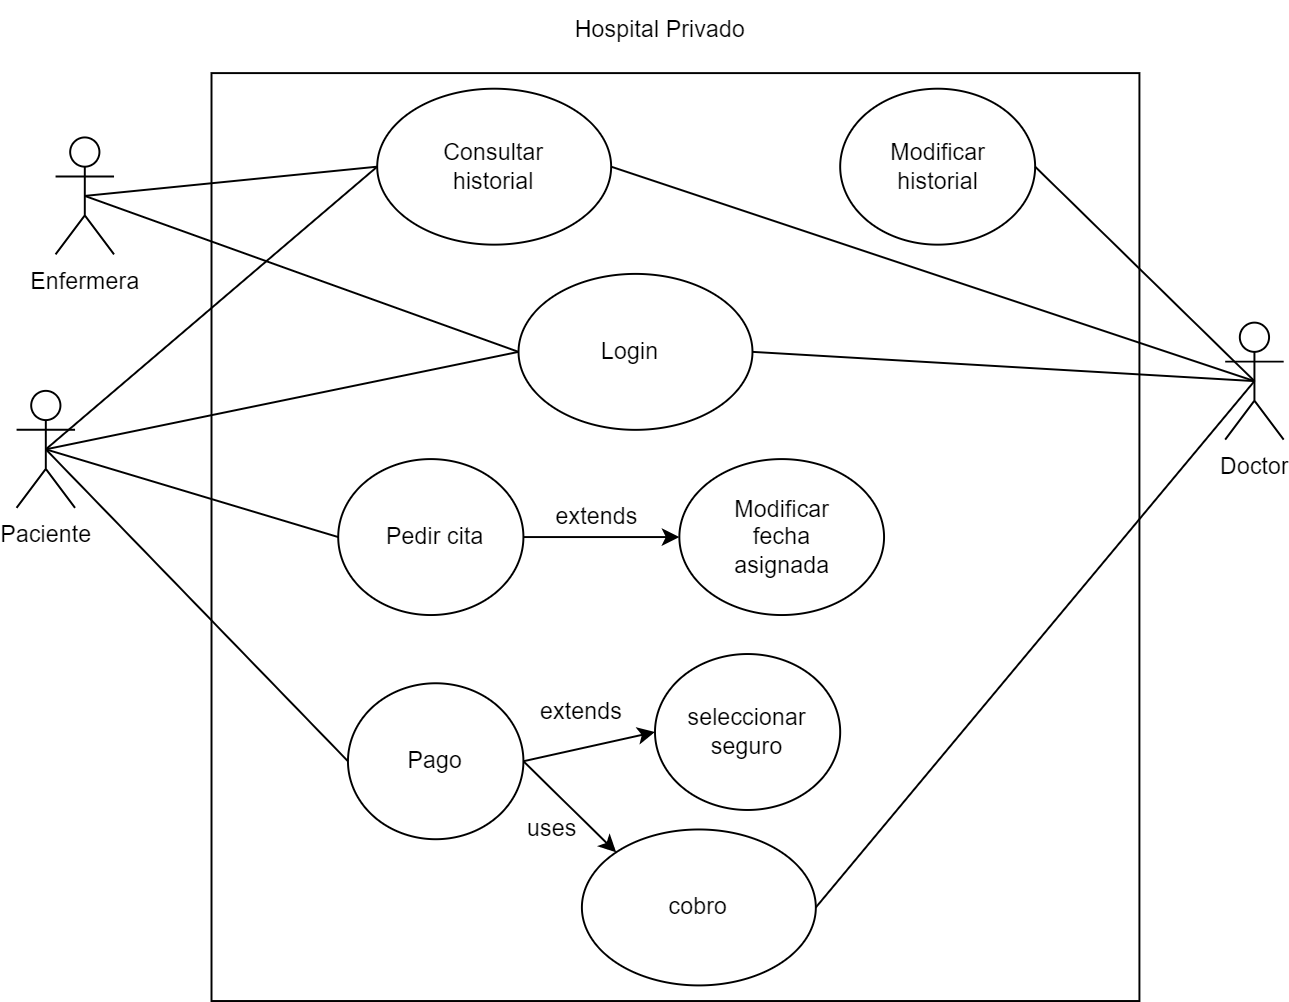 Hospital Privado
Consultar
historial
Modificar
historial
Enfermera
Login
Doctor
Paciente
Pedir cita
extends
Modificar
fecha
asignada
Pago
extends
seleccionar
seguro
uses
cobro